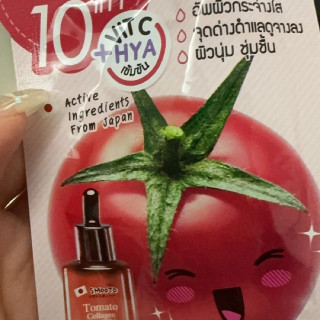 10
VIT C
+HYA
เข้มข้น
ผิวกระจ่างใส
จุดด่างดำแลดูจางลง
ผิวนุ่ม ชุ่มชื้น
Active
Ingredients
From Japan
SMOOTO
Tomato
Collagen